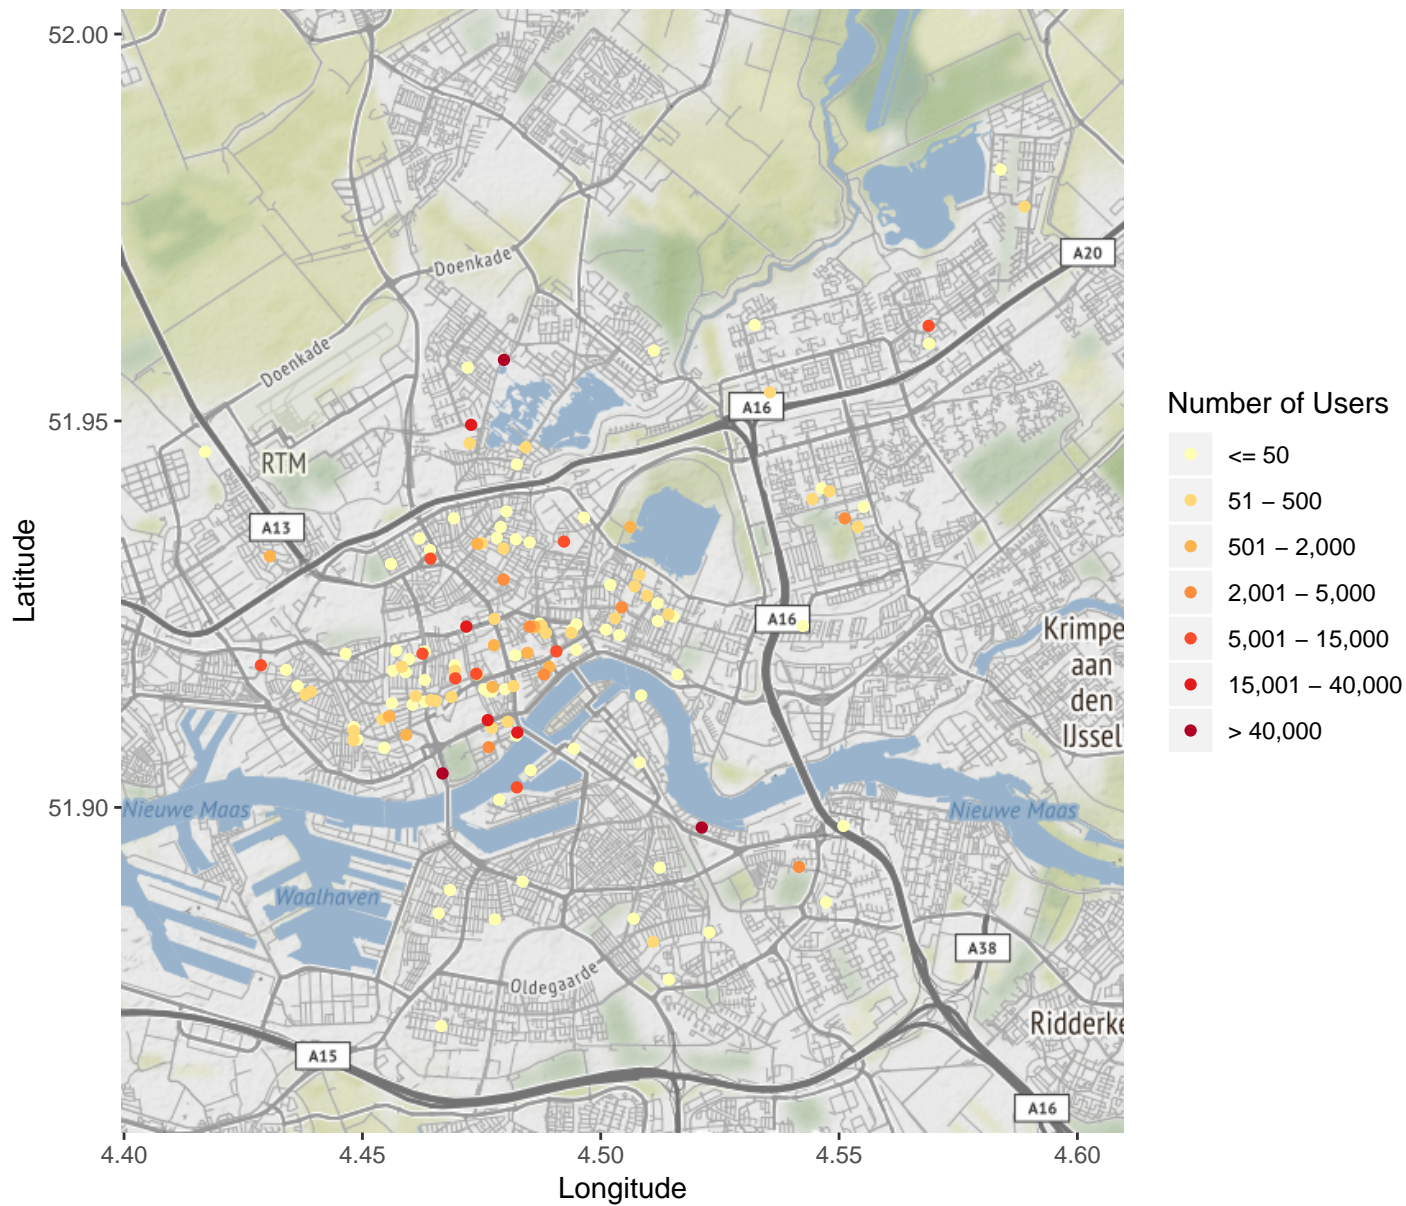 52.00
51.95
51.90
Latitude
4.40
4.45
4.50
4.55
4.60
Longitude
A20
Doenkade
Doenkade
A16
RTM
A13
A16
Krimpe
aan
den
IJssel
Nieuwe Maas
Nieuwe Maas
Waalhaven
A38
Oldegaarde
Ridderke
A15
A16
Number of Users
<= 50
51 – 500
501 – 2,000
2,001 – 5,000
5,001 – 15,000
15,001 – 40,000
> 40,000